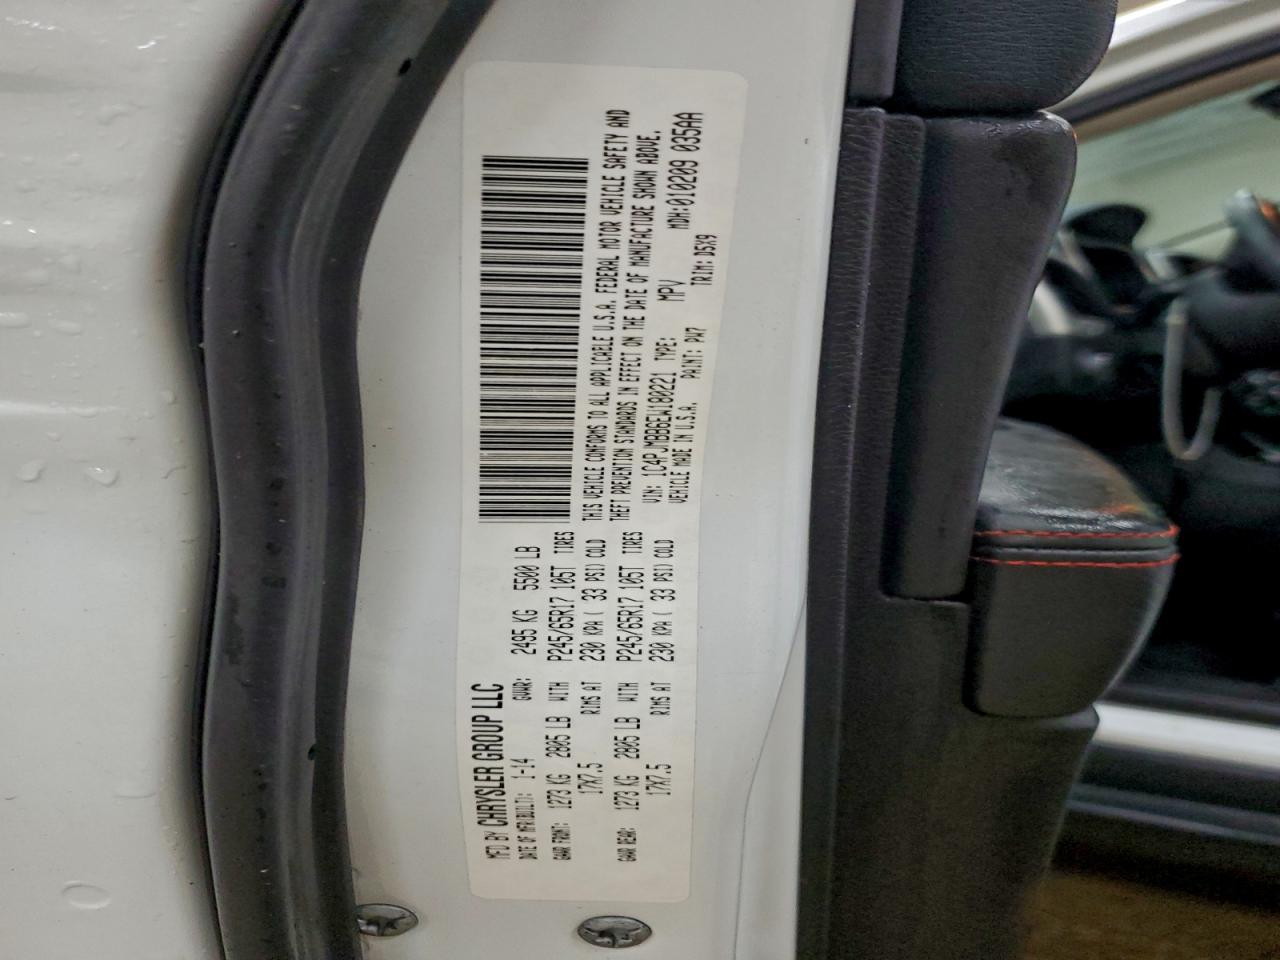 MFD BY CHRYSLER GROUP LLC
DATE OF MFR(BUILT): 1-14 GVWR: 2495 KG 5500 LB
GAWR FRONT: 1273 KG 2805 LB WITH P245/65R17 105T TIRES
17X7.5 RIMS AT 230 KPA ( 33 PSI) COLD
GAWR REAR: 1273 KG 2805 LB WITH P245/65R17 105T TIRES
17X7.5 RIMS AT 230 KPA ( 33 PSI) COLD
THIS VEHICLE CONFORMS TO ALL APPLICABLE U.S.A. FEDERAL MOTOR VEHICLE SAFETY AND
THEFT PREVENTION STANDARDS IN EFFECT ON THE DATE OF MANUFACTURE SHOWN ABOVE.
VIN: 1C4PJMBB6EW180221 TYPE: MPV MDH:010209 035AA
VEHICLE MADE IN U.S.A. PAINT: PW7 TRIM: D5X9